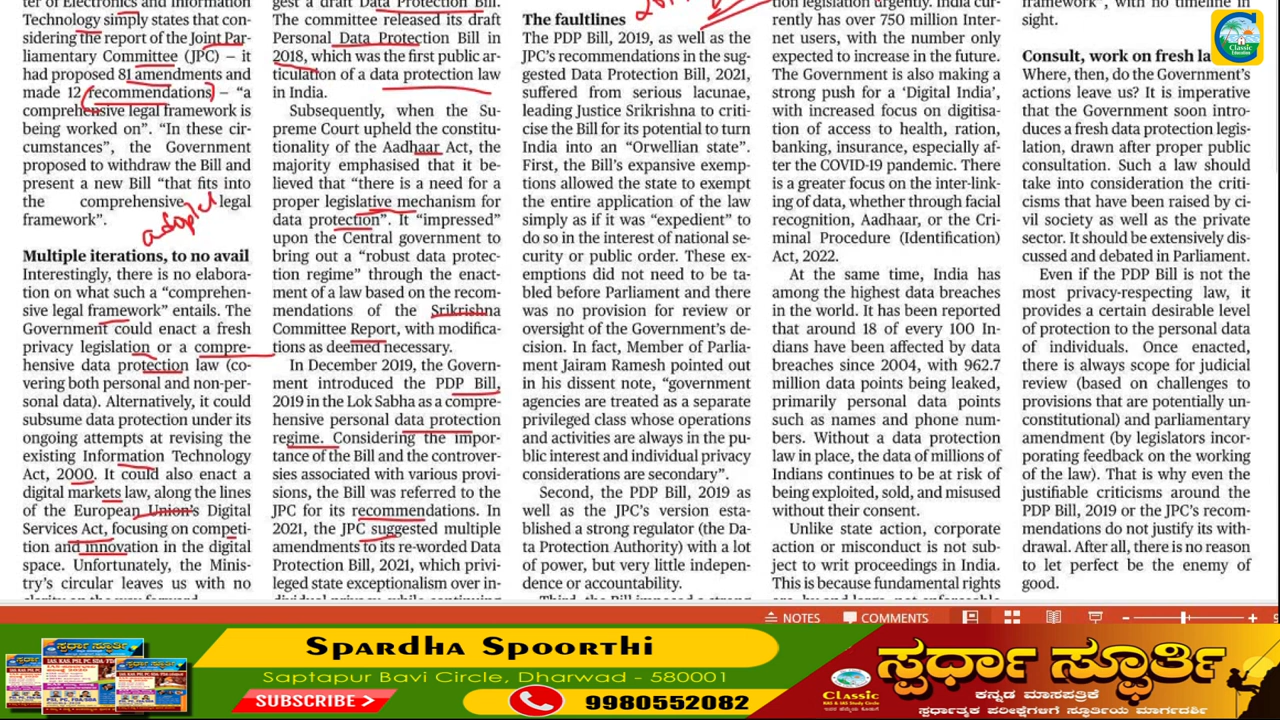 ter of Electronics and Information
Technology simply states that con-
sidering the report of the Joint Par-
liamentary Committee (JPC) – it
had proposed 81 amendments and
made 12 recommendations) – “a
comprehensive legal framework is
being worked on”. “In these cir-
cumstances”, the Government
proposed to withdraw the Bill and
present a new Bill “that fits into
the comprehensive legal
framework”.
adopted
Multiple iterations, to no avail
Interestingly, there is no elabora-
tion on what such a “comprehen-
sive legal framework” entails. The
Government could enact a fresh
privacy legislation or a compre-
hensive data protection law (co-
vering both personal and non-per-
sonal data). Alternatively, it could
subsume data protection under its
ongoing attempts at revising the
existing Information Technology
Act, 2000. It could also enact a
digital markets law, along the lines
of the European Union’s Digital
Services Act, focusing on competi-
tion and innovation in the digital
space. Unfortunately, the Minis-
try’s circular leaves us with no
clarity on the way forward.
gest a draft Data Protection Bill.
The committee released its draft
Personal Data Protection Bill in
2018, which was the first public ar-
ticulation of a data protection law
in India.
Subsequently, when the Su-
preme Court upheld the constitu-
tionality of the Aadhaar Act, the
majority emphasised that it be-
lieved that “there is a need for a
proper legislative mechanism for
data protection”. It “impressed”
upon the Central government to
bring out a “robust data protec-
tion regime” through the enact-
ment of a law based on the recom-
mendations of the Srikrishna
Committee Report, with modifica-
tions as deemed necessary.
In December 2019, the Govern-
ment introduced the PDP Bill,
2019 in the Lok Sabha as a compre-
hensive personal data protection
regime. Considering the impor-
tance of the Bill and the controver-
sies associated with various provi-
sions, the Bill was referred to the
JPC for its recommendations. In
2021, the JPC suggested multiple
amendments to its re-worded Data
Protection Bill, 2021, which privi-
leged state exceptionalism over in-
dividual privacy while continuing
The faultlines
The PDP Bill, 2019, as well as the
JPC’s recommendations in the sug-
gested Data Protection Bill, 2021,
suffered from serious lacunae,
leading Justice Srikrishna to criti-
cise the Bill for its potential to turn
India into an “Orwellian state”.
First, the Bill’s expansive exemp-
tions allowed the state to exempt
the entire application of the law
simply as if it was “expedient” to
do so in the interest of national se-
curity or public order. These ex-
emptions did not need to be ta-
bled before Parliament and there
was no provision for review or
oversight of the Government’s de-
cision. In fact, Member of Parlia-
ment Jairam Ramesh pointed out
in his dissent note, “government
agencies are treated as a separate
privileged class whose operations
and activities are always in the pu-
blic interest and individual privacy
considerations are secondary”.
Second, the PDP Bill, 2019 as
well as the JPC’s version esta-
blished a strong regulator (the Da-
ta Protection Authority) with a lot
of power, but very little indepen-
dence or accountability.
Third, the Bill imposed a strong
tion legislation urgently. India cur-
rently has over 750 million Inter-
net users, with the number only
expected to increase in the future.
The Government is also making a
strong push for a ‘Digital India’,
with increased focus on digitisa-
tion of access to health, ration,
banking, insurance, especially af-
ter the COVID-19 pandemic. There
is a greater focus on the inter-link-
ing of data, whether through facial
recognition, Aadhaar, or the Cri-
minal Procedure (Identification)
Act, 2022.
At the same time, India has
among the highest data breaches
in the world. It has been reported
that around 18 of every 100 In-
dians have been affected by data
breaches since 2004, with 962.7
million data points being leaked,
primarily personal data points
such as names and phone num-
bers. Without a data protection
law in place, the data of millions of
Indians continues to be at risk of
being exploited, sold, and misused
without their consent.
Unlike state action, corporate
action or misconduct is not sub-
ject to writ proceedings in India.
This is because fundamental rights
are, by and large, not enforceable
framework”, with no timeline in
sight.
Consult, work on fresh la
Where, then, do the Government’s
actions leave us? It is imperative
that the Government soon intro-
duces a fresh data protection legis-
lation, drawn after proper public
consultation. Such a law should
take into consideration the criti-
cisms that have been raised by ci-
vil society as well as the private
sector. It should be extensively dis-
cussed and debated in Parliament.
Even if the PDP Bill is not the
most privacy-respecting law, it
provides a certain desirable level
of protection to the personal data
of individuals. Once enacted,
there is always scope for judicial
review (based on challenges to
provisions that are potentially un-
constitutional) and parliamentary
amendment (by legislators incor-
porating feedback on the working
of the law). That is why even the
justifiable criticisms around the
PDP Bill, 2019 or the JPC’s recom-
mendations do not justify its with-
drawal. After all, there is no reason
to let perfect be the enemy of
good.
Classic
Education
NOTES
COMMENTS
Spardha Spoorthi
Saptapur Bavi Circle, Dharwad - 580001
SUBSCRIBE
9980552082
Classic
ಸ್ಪರ್ಧಾ ಸ್ಫೂರ್ತಿ
ಕನ್ನಡ ಮಾಸಪತ್ರಿಕೆ
ಸ್ಪರ್ಧಾತ್ಮಕ ಪರೀಕ್ಷೆಗಳಿಗೆ ಸ್ಫೂರ್ತಿಯ ಮಾರ್ಗದರ್ಶಿ